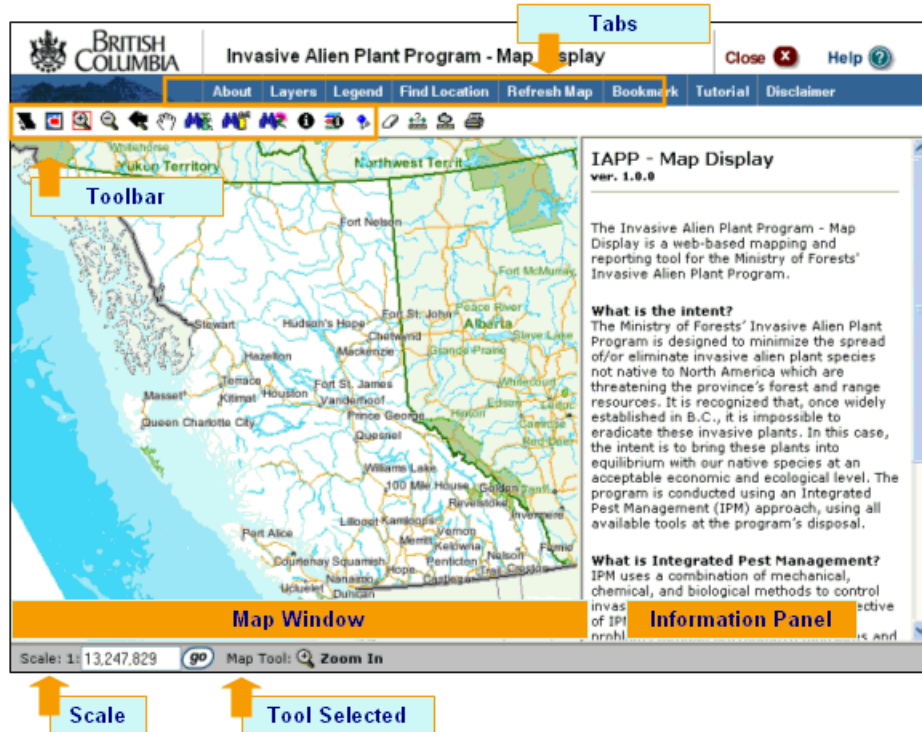 Tabs
BRITISH
COLUMBIA
Invasive Alien Plant Program - Map Display
Close
Help
About Layers Legend Find Location Refresh Map Bookmark Tutorial Disclaimer
Toolbar
Whitehorse
Yukon Territory
Northwest Territ
Fort Nelson
Fort McMurray
Peace River
Fort St. John
Alberta
Stewart
Hudson's Hope
Chetwynd
Slave Lake
Hazelton
Mackenzie
Grande Prairie
Terrace
Fort St. James
Whitecourt
Masset
Kitimat
Houston
Vanderhoof
Edson
Leduc
Prince George
Hinton
Camrose
Queen Charlotte City
Quesnel
Red Deer
Williams Lake
100 Mile House
Golden
Revelstoke
Invermere
Lillooet
Kamloops
Port Alice
Vernon
Merritt
Kelowna
Courtenay
Squamish
Hope
Penticton
Nelson
Fernie
Nanaimo
Castlegar
Trail
Creston
Ucluelet
Duncan
IAPP - Map Display
ver. 1.0.0
The Invasive Alien Plant Program - Map
Display is a web-based mapping and
reporting tool for the Ministry of Forests'
Invasive Alien Plant Program.
What is the intent?
The Ministry of Forests' Invasive Alien Plant
Program is designed to minimize the spread
of/or eliminate invasive alien plant species
not native to North America which are
threatening the province's forest and range
resources. It is recognized that, once widely
established in B.C., it is impossible to
eradicate these invasive plants. In this case,
the intent is to bring these plants into
equilibrium with our native species at an
acceptable economic and ecological level. The
program is conducted using an Integrated
Pest Management (IPM) approach, using all
available tools at the program's disposal.
What is Integrated Pest Management?
IPM uses a combination of mechanical,
chemical, and biological methods to control
Map Window
Information Panel
Scale: 1: 13,247,829 go Map Tool: Zoom In
Scale
Tool Selected